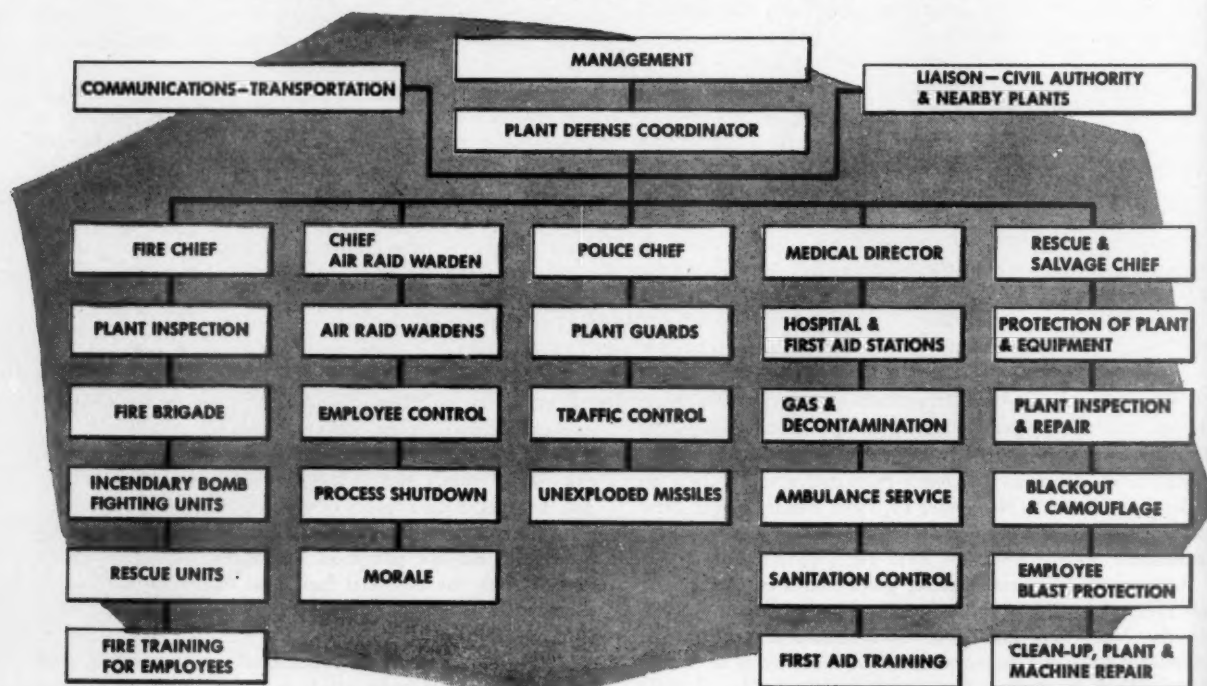 MANAGEMENT
COMMUNICATIONS–TRANSPORTATION
LIAISON–CIVIL AUTHORITY
& NEARBY PLANTS
PLANT DEFENSE COORDINATOR
FIRE CHIEF
PLANT INSPECTION
FIRE BRIGADE
INCENDIARY BOMB
FIGHTING UNITS
RESCUE UNITS
FIRE TRAINING
FOR EMPLOYEES
CHIEF
AIR RAID WARDEN
AIR RAID WARDENS
EMPLOYEE CONTROL
PROCESS SHUTDOWN
MORALE
POLICE CHIEF
PLANT GUARDS
TRAFFIC CONTROL
UNEXPLODED MISSILES
MEDICAL DIRECTOR
HOSPITAL &
FIRST AID STATIONS
GAS &
DECONTAMINATION
AMBULANCE SERVICE
SANITATION CONTROL
FIRST AID TRAINING
RESCUE &
SALVAGE CHIEF
PROTECTION OF PLANT
& EQUIPMENT
PLANT INSPECTION
& REPAIR
BLACKOUT
& CAMOUFLAGE
EMPLOYEE
BLAST PROTECTION
CLEAN-UP, PLANT &
MACHINE REPAIR